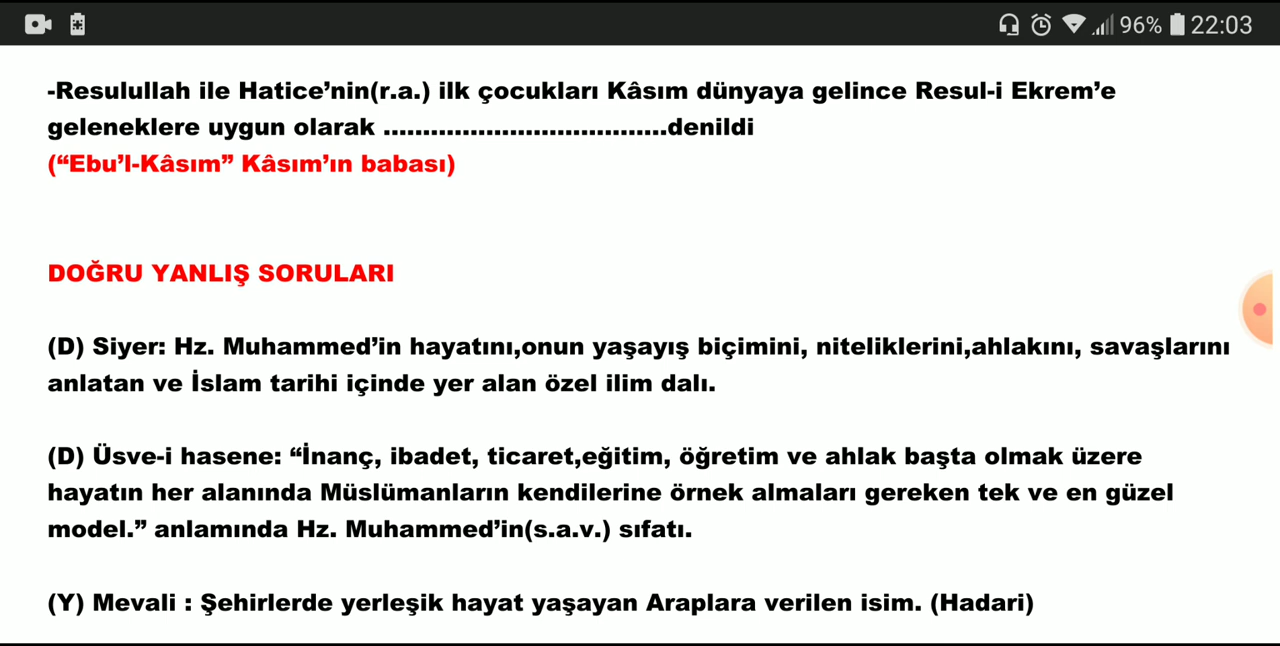 96% 22:03
-Resulullah ile Hatice’nin(r.a.) ilk çocukları Kâsım dünyaya gelince Resul-i Ekrem’e
geleneklere uygun olarak ....................................denildi
(“Ebu’l-Kâsım” Kâsım’ın babası)
DOĞRU YANLIŞ SORULARI
(D) Siyer: Hz. Muhammed’in hayatını,onun yaşayış biçimini, niteliklerini,ahlakını, savaşlarını
anlatan ve İslam tarihi içinde yer alan özel ilim dalı.
(D) Üsve-i hasene: “İnanç, ibadet, ticaret,eğitim, öğretim ve ahlak başta olmak üzere
hayatın her alanında Müslümanların kendilerine örnek almaları gereken tek ve en güzel
model.” anlamında Hz. Muhammed’in(s.a.v.) sıfatı.
(Y) Mevali : Şehirlerde yerleşik hayat yaşayan Araplara verilen isim. (Hadari)